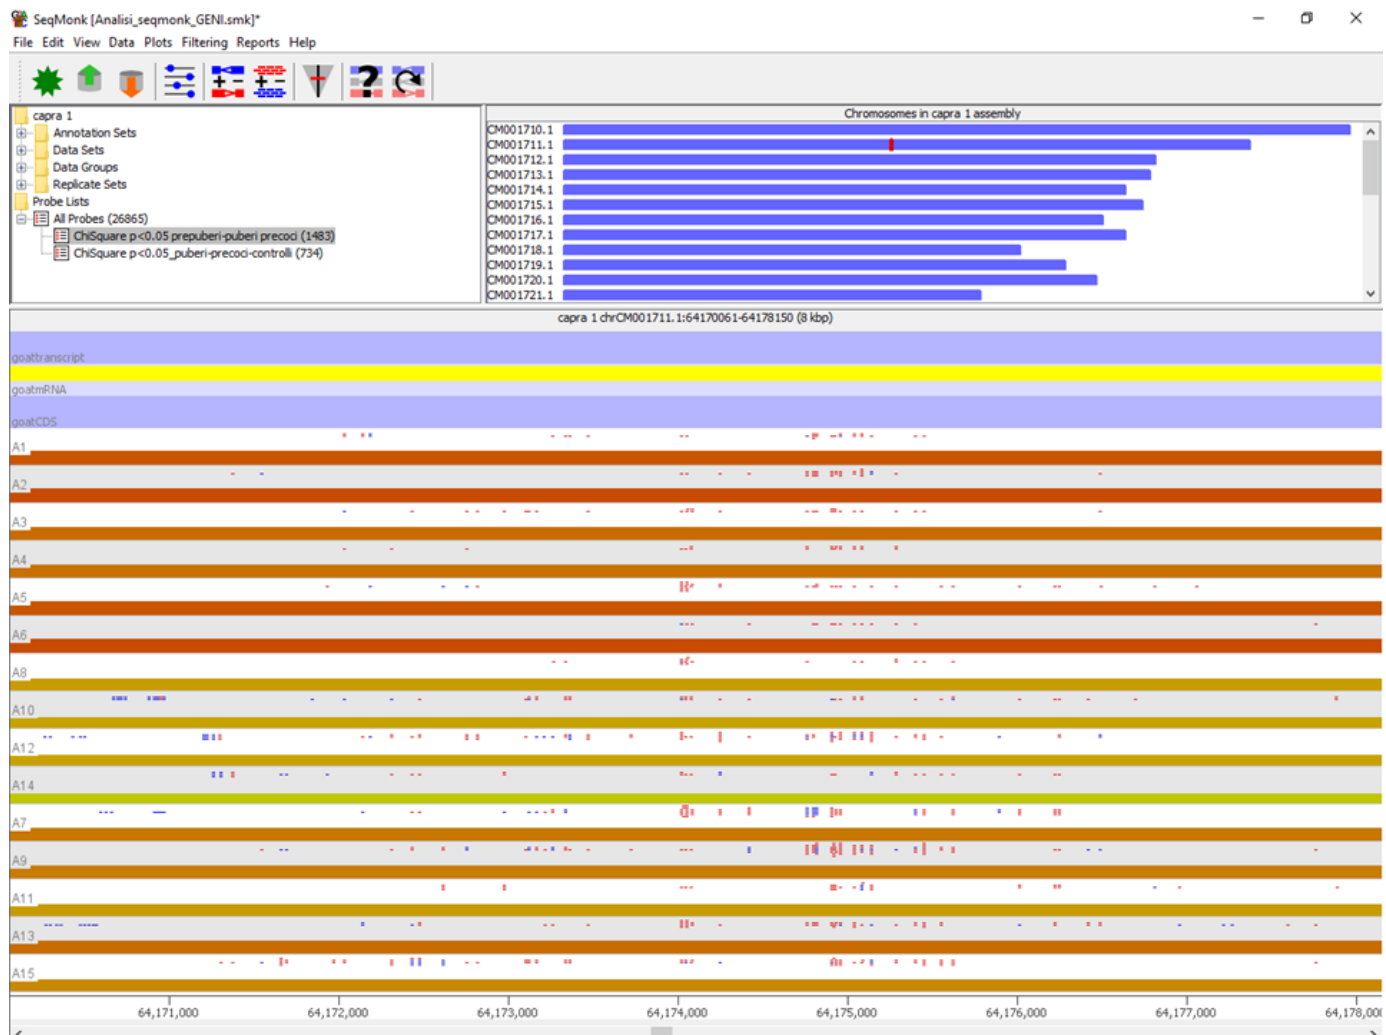 SeqMonk [Analisi_seqmonk_GENI.smk]*
File Edit View Data Plots Filtering Reports Help
capra 1
Annotation Sets
Data Sets
Data Groups
Replicate Sets
Probe Lists
All Probes (26865)
ChiSquare p<0.05 prepuberi-puberi precoci (1483)
ChiSquare p<0.05_puberi-precoci-controlli (734)
Chromosomes in capra 1 assembly
CM001710.1
CM001711.1
CM001712.1
CM001713.1
CM001714.1
CM001715.1
CM001716.1
CM001717.1
CM001718.1
CM001719.1
CM001720.1
CM001721.1
capra 1 chrCM001711.1:64170061-64178150 (8 kbp)
goattranscript
goatmRNA
goatCDS
A1
A2
A3
A4
A5
A6
A8
A10
A12
A14
A7
A9
A11
A13
A15
64,171,000 64,172,000 64,173,000 64,174,000 64,175,000 64,176,000 64,177,000 64,178,000